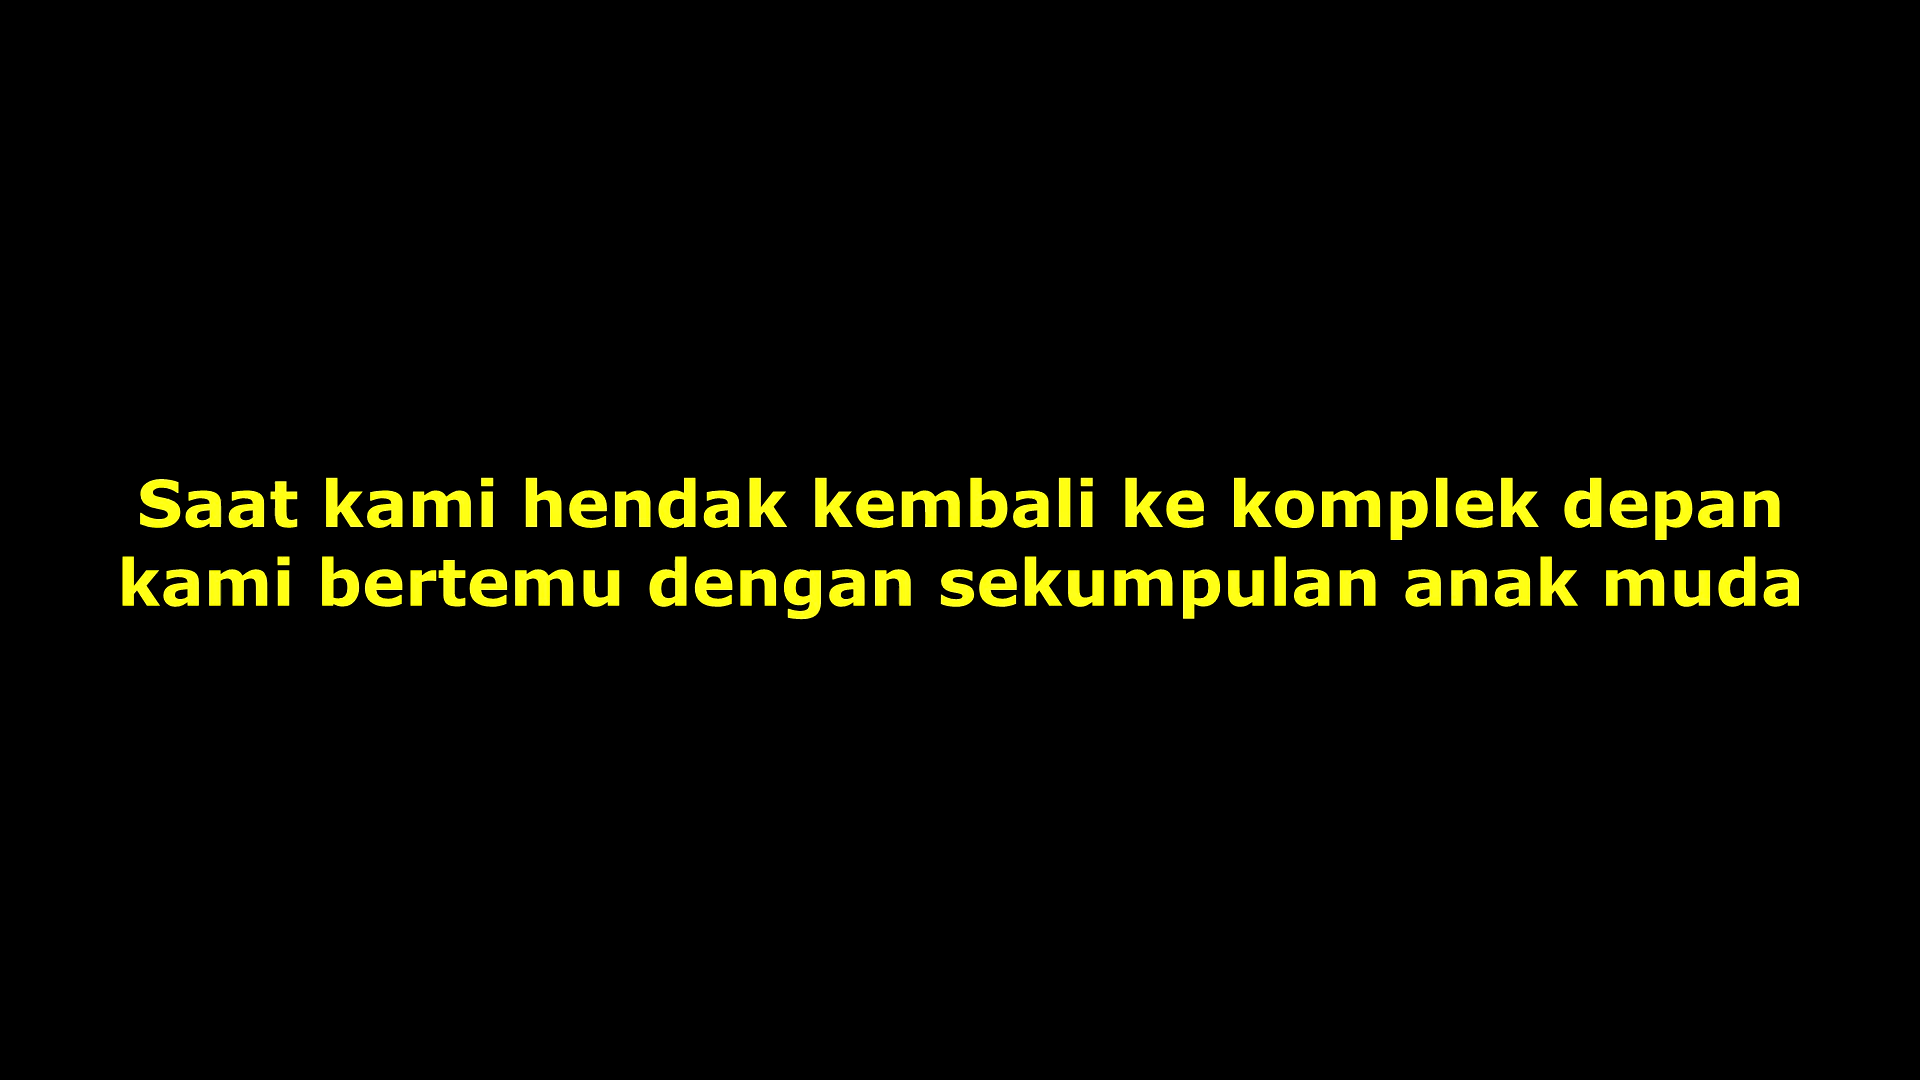 Saat kami hendak kembali ke komplek depan
kami bertemu dengan sekumpulan anak muda